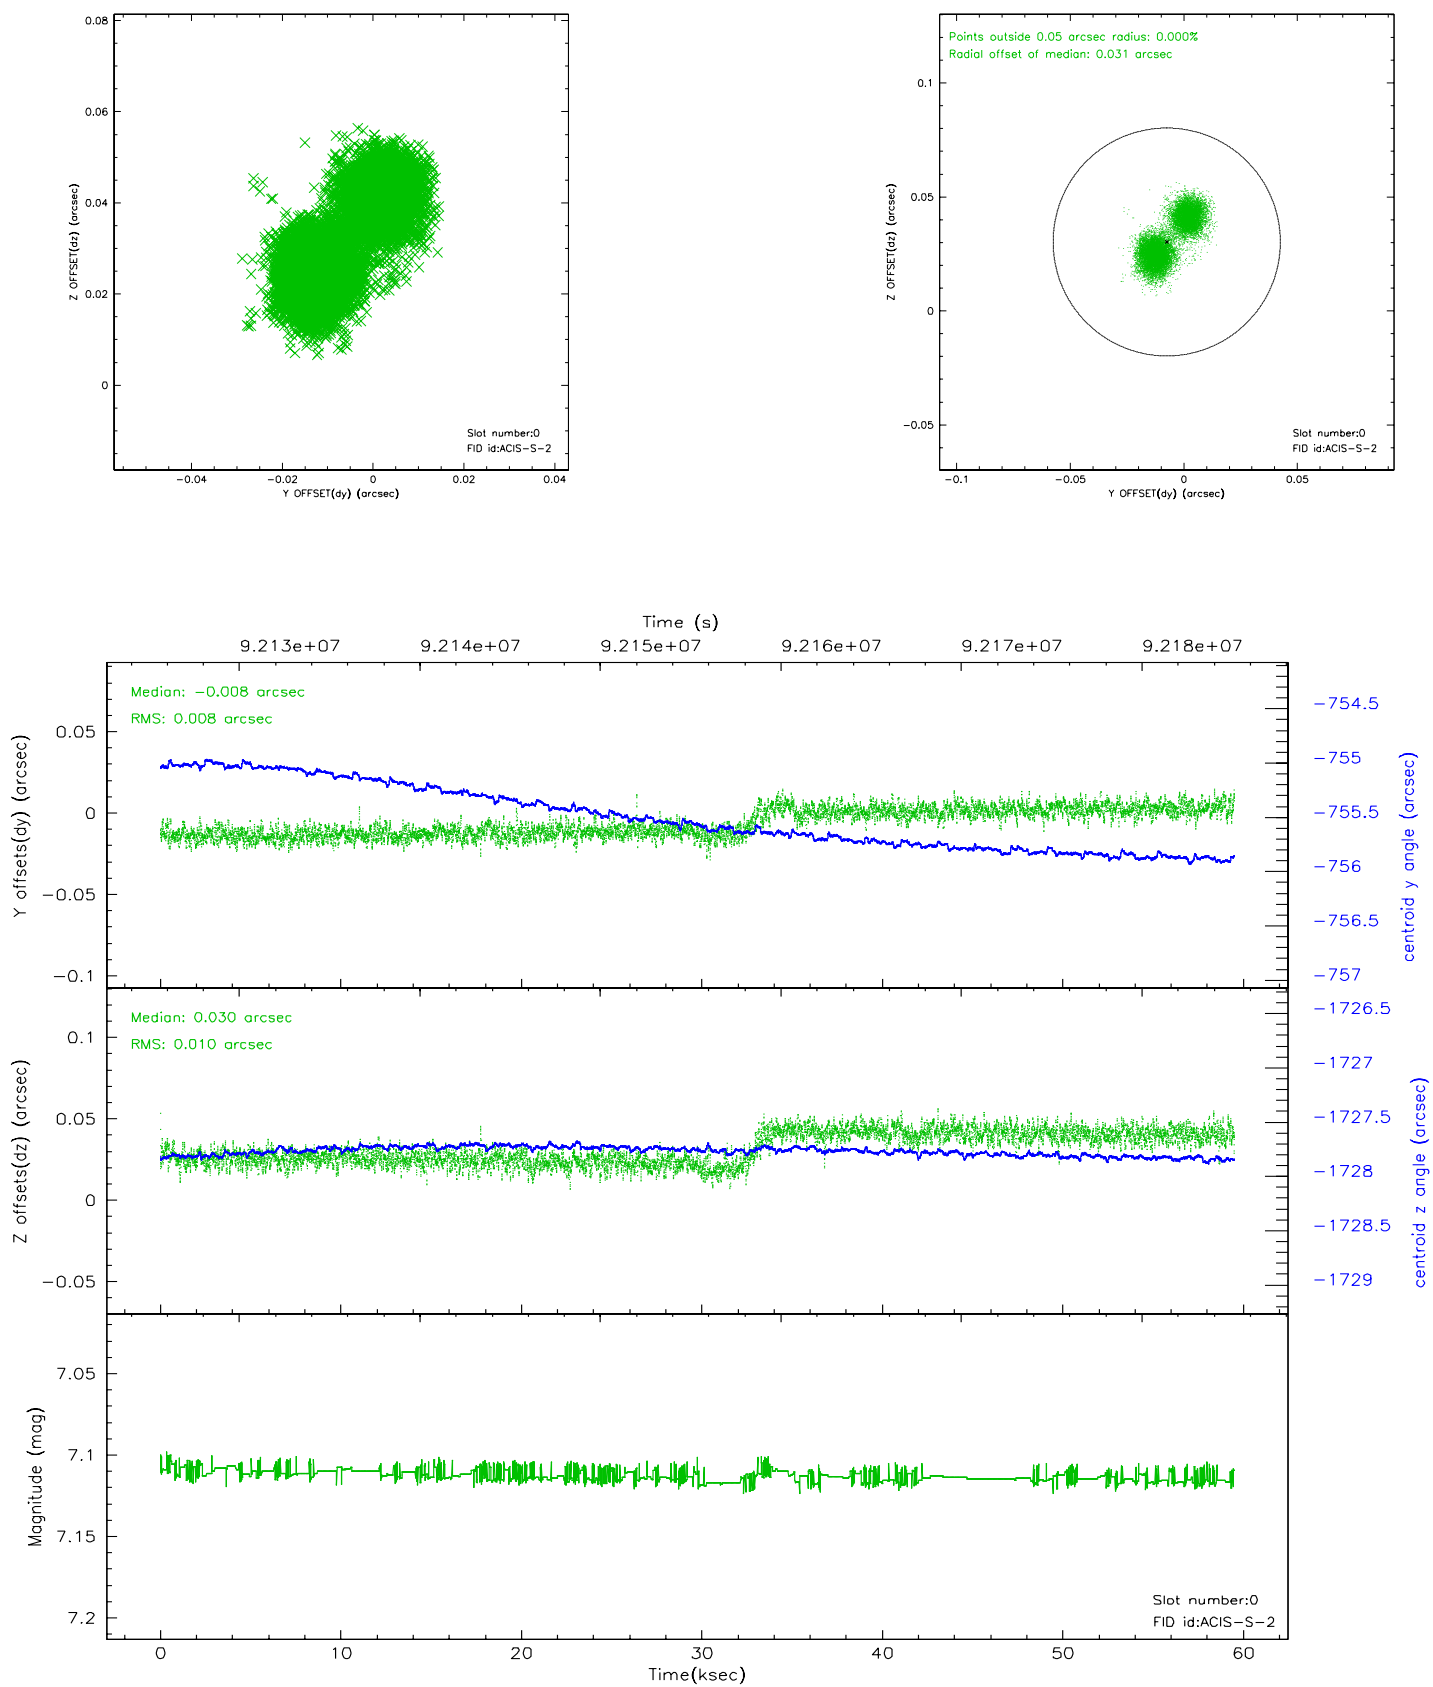 0.08
0.06
0.04
0.02
0
Z OFFSET(dz) (arcsec)
−0.04
−0.02
0
0.02
0.04
Y OFFSET(dy) (arcsec)
Slot number:0
FID id:ACIS−S−2
Points outside 0.05 arcsec radius: 0.000%
Radial offset of median: 0.031 arcsec
0.1
0.05
0
−0.05
Z OFFSET(dz) (arcsec)
−0.1
−0.05
0
0.05
Y OFFSET(dy) (arcsec)
Slot number:0
FID id:ACIS−S−2
Time (s)
9.213e+07
9.214e+07
9.215e+07
9.216e+07
9.217e+07
9.218e+07
Median: −0.008 arcsec
RMS: 0.008 arcsec
0.05
0
−0.05
−0.1
Y offsets(dy) (arcsec)
−754.5
−755
−755.5
−756
−756.5
−757
centroid y angle (arcsec)
Median: 0.030 arcsec
RMS: 0.010 arcsec
0.1
0.05
0
−0.05
Z offsets(dz) (arcsec)
−1726.5
−1727
−1727.5
−1728
−1728.5
−1729
centroid z angle (arcsec)
7.05
7.1
7.15
7.2
Magnitude (mag)
Slot number:0
FID id:ACIS−S−2
0
10
20
30
40
50
60
Time(ksec)